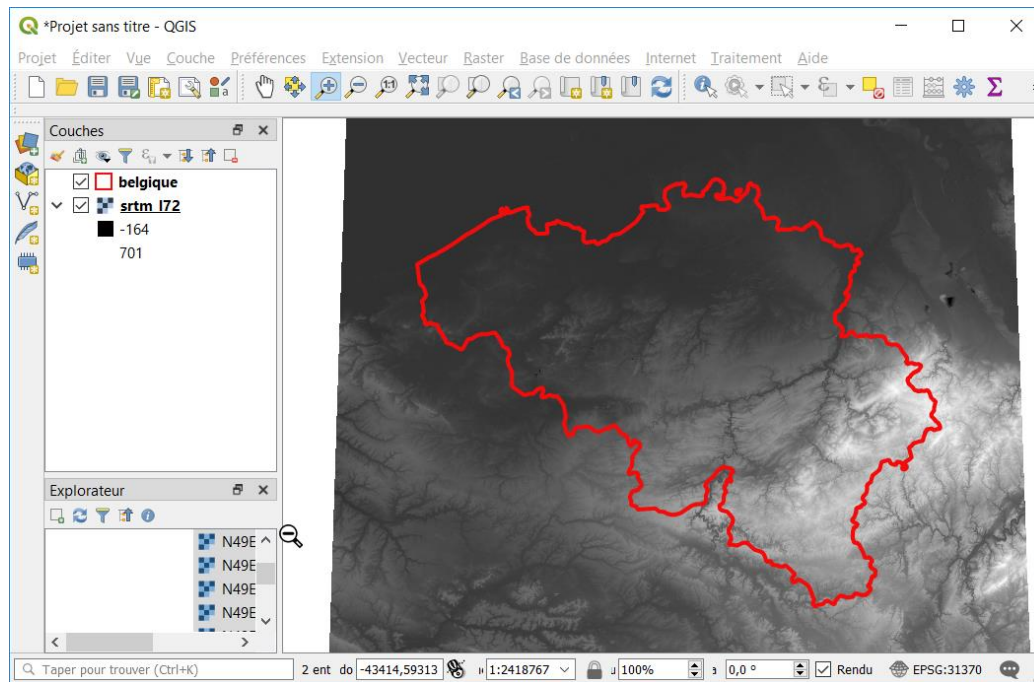 *Projet sans titre - QGIS
Projet Éditer Vue Couche Préférences Extension Vecteur Raster Base de données Internet Traitement Aide
Couches
belgique
srtm_l72
-164
701
Explorateur
N49E
N49E
N49E
N49E
Taper pour trouver (Ctrl+K) 2 ent do -43414,59313 1:2418767 100% 0,0 ° Rendu EPSG:31370